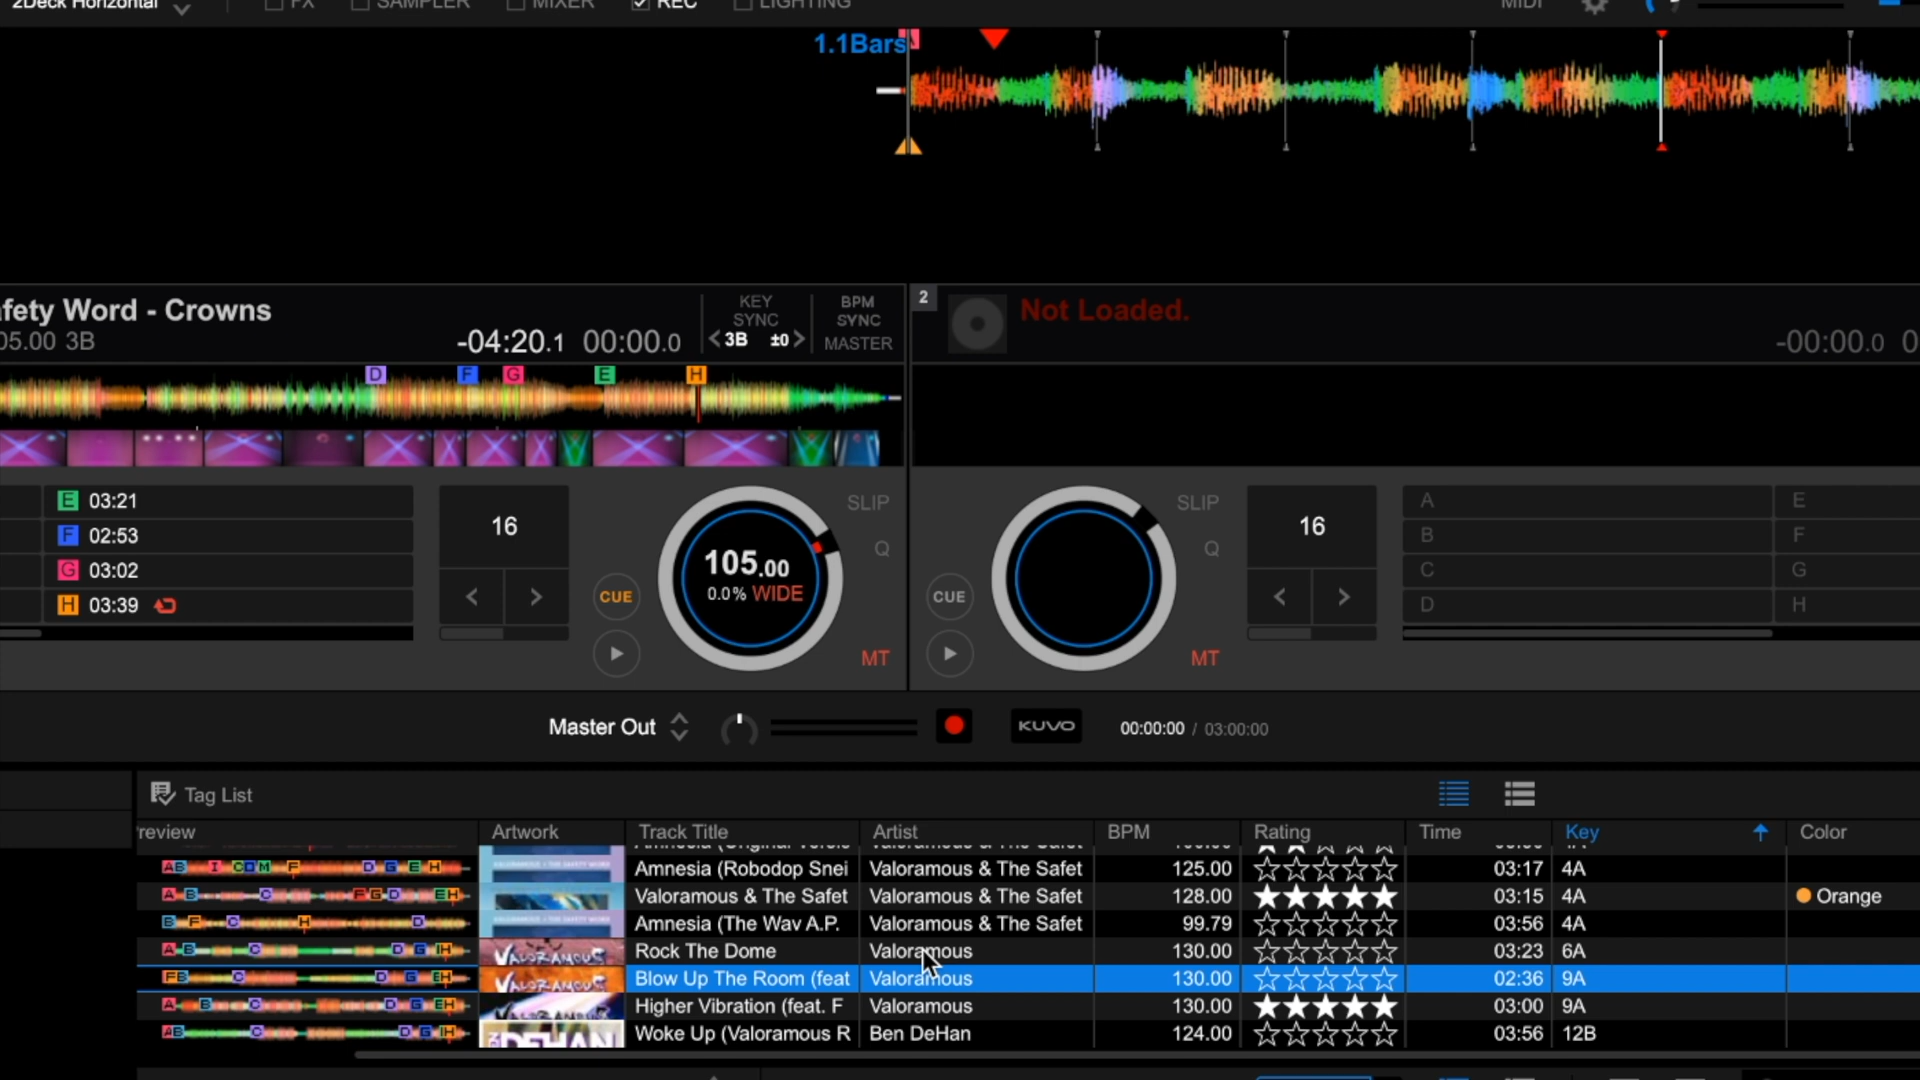 2Deck Horizontal FX SAMPLER MIXER REC LIGHTING MIDI
1.1Bars
fety Word - Crowns
05.00 3B -04:20.1 00:00.0
KEY SYNC
3B ±0
BPM SYNC
MASTER
2 Not Loaded.
-00:00.0 0
D F G E H
E 03:21
F 02:53
G 03:02
H 03:39
16
CUE
105.00
0.0% WIDE
SLIP
Q
MT
CUE
SLIP
Q
MT
16
A E
B F
C G
D H
Master Out KUVO 00:00:00 / 03:00:00
Tag List
review Artwork Track Title Artist BPM Rating Time Key Color
Amnesia (Robodop Snei Valoramous & The Safet 125.00 03:17 4A
Valoramous & The Safet Valoramous & The Safet 128.00 03:15 4A Orange
Amnesia (The Wav A.P. Valoramous & The Safet 99.79 03:56 4A
Rock The Dome Valoramous 130.00 03:23 6A
Blow Up The Room (feat Valoramous 130.00 02:36 9A
Higher Vibration (feat. F Valoramous 130.00 03:00 9A
Woke Up (Valoramous R Ben DeHan 124.00 03:56 12B